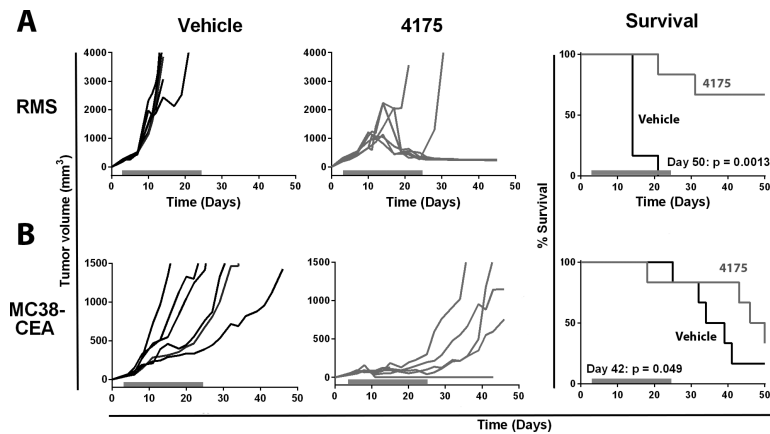 A
Vehicle
4175
Survival
RMS
4000
3000
2000
1000
0
0 10 20 30 40 50
Time (Days)
4000
3000
2000
1000
0
0 10 20 30 40 50
Time (Days)
100
50
0
4175
Vehicle
Day 50: p = 0.0013
0 10 20 30 40 50
Time (Days)
Tumor volume (mm³)
% Survival
B
MC38-
CEA
1500
1000
500
0
0 10 20 30 40 50
1500
1000
500
0
0 10 20 30 40 50
100
50
0
4175
Vehicle
Day 42: p = 0.049
0 10 20 30 40 50
Time (Days)